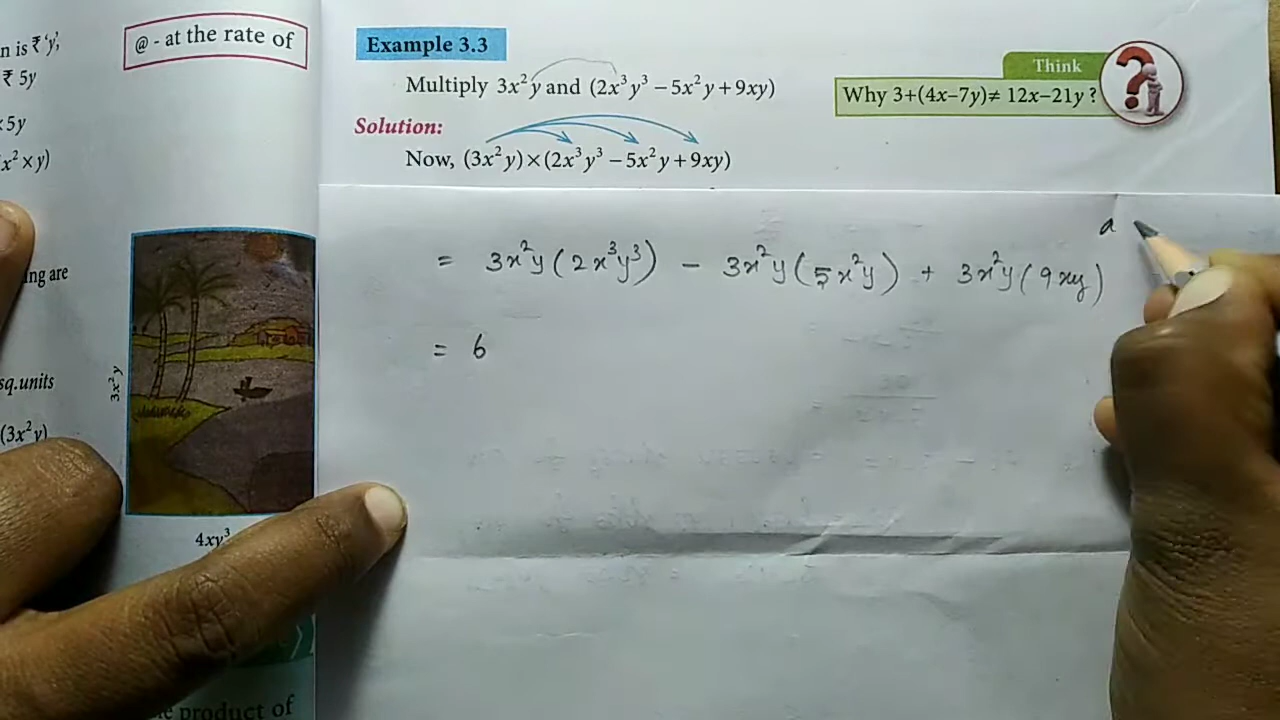 n is ₹ 'y',
₹ 5y
5y
x² × y)
ing are
sq.units
(3x²y)
@ - at the rate of
3x²y
4xy³
product of
Example 3.3
Multiply 3x²y and (2x³y³ – 5x²y + 9xy)
Solution:
Now, (3x²y) × (2x³y³ – 5x²y + 9xy)
Think
Why 3+(4x–7y)≠ 12x–21y ?
= 3x²y(2x³y³) – 3x²y(5x²y) + 3x²y(9xy)
= 6
a